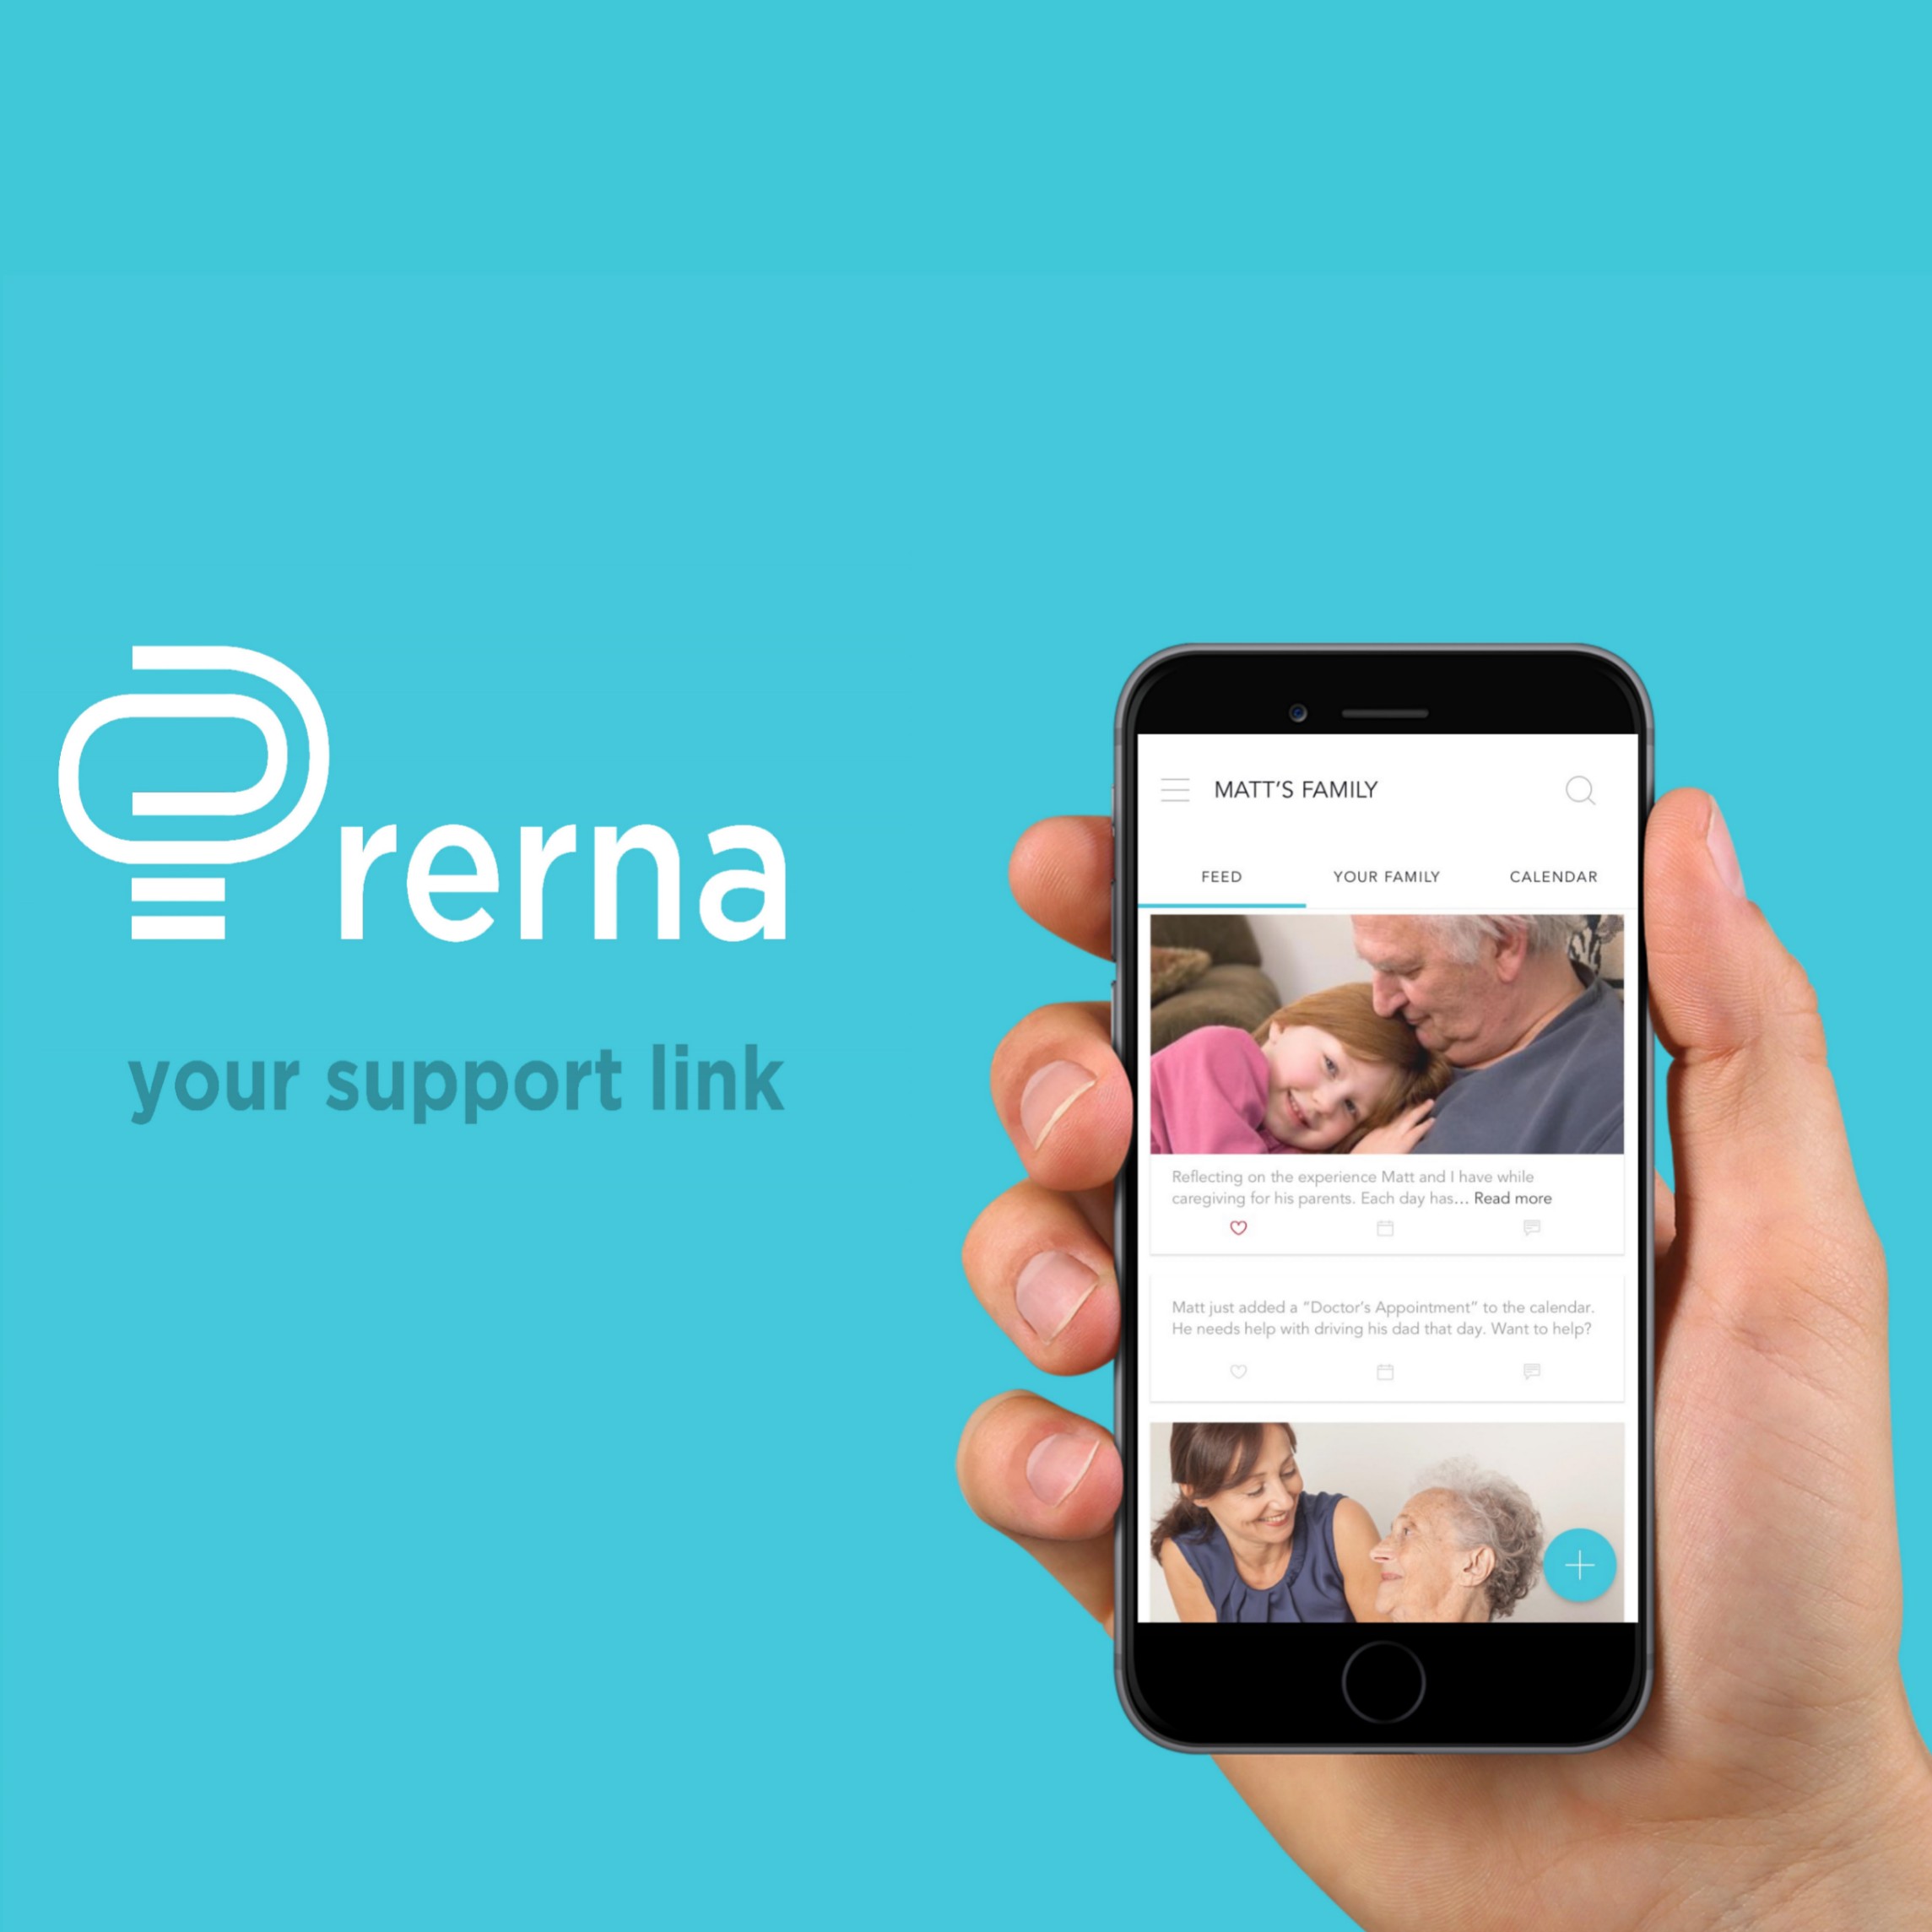 Prerna
your support link
MATT'S FAMILY
FEED YOUR FAMILY CALENDAR
Reflecting on the experience Matt and I have while
caregiving for his parents. Each day has... Read more
Matt just added a "Doctor's Appointment" to the calendar.
He needs help with driving his dad that day. Want to help?